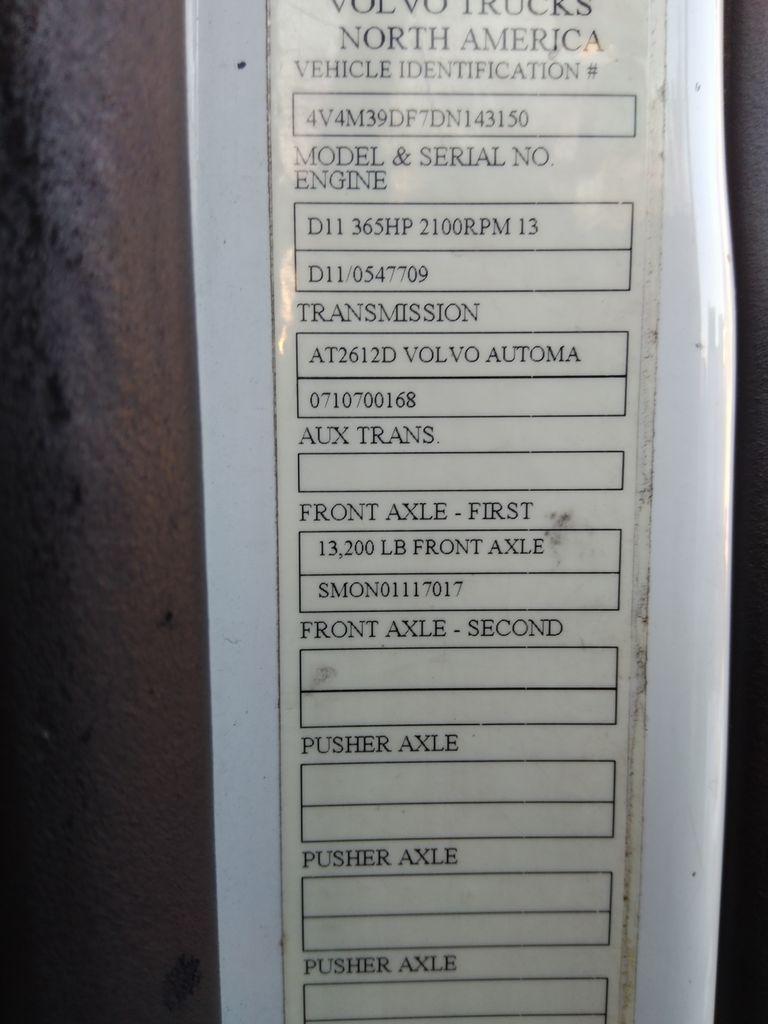 VOLVO TRUCKS
NORTH AMERICA
VEHICLE IDENTIFICATION #
4V4M39DF7DN143150
MODEL & SERIAL NO.
ENGINE
D11 365HP 2100RPM 13
D11/0547709
TRANSMISSION
AT2612D VOLVO AUTOMA
0710700168
AUX TRANS.
FRONT AXLE - FIRST
13,200 LB FRONT AXLE
SMON01117017
FRONT AXLE - SECOND
PUSHER AXLE
PUSHER AXLE
PUSHER AXLE